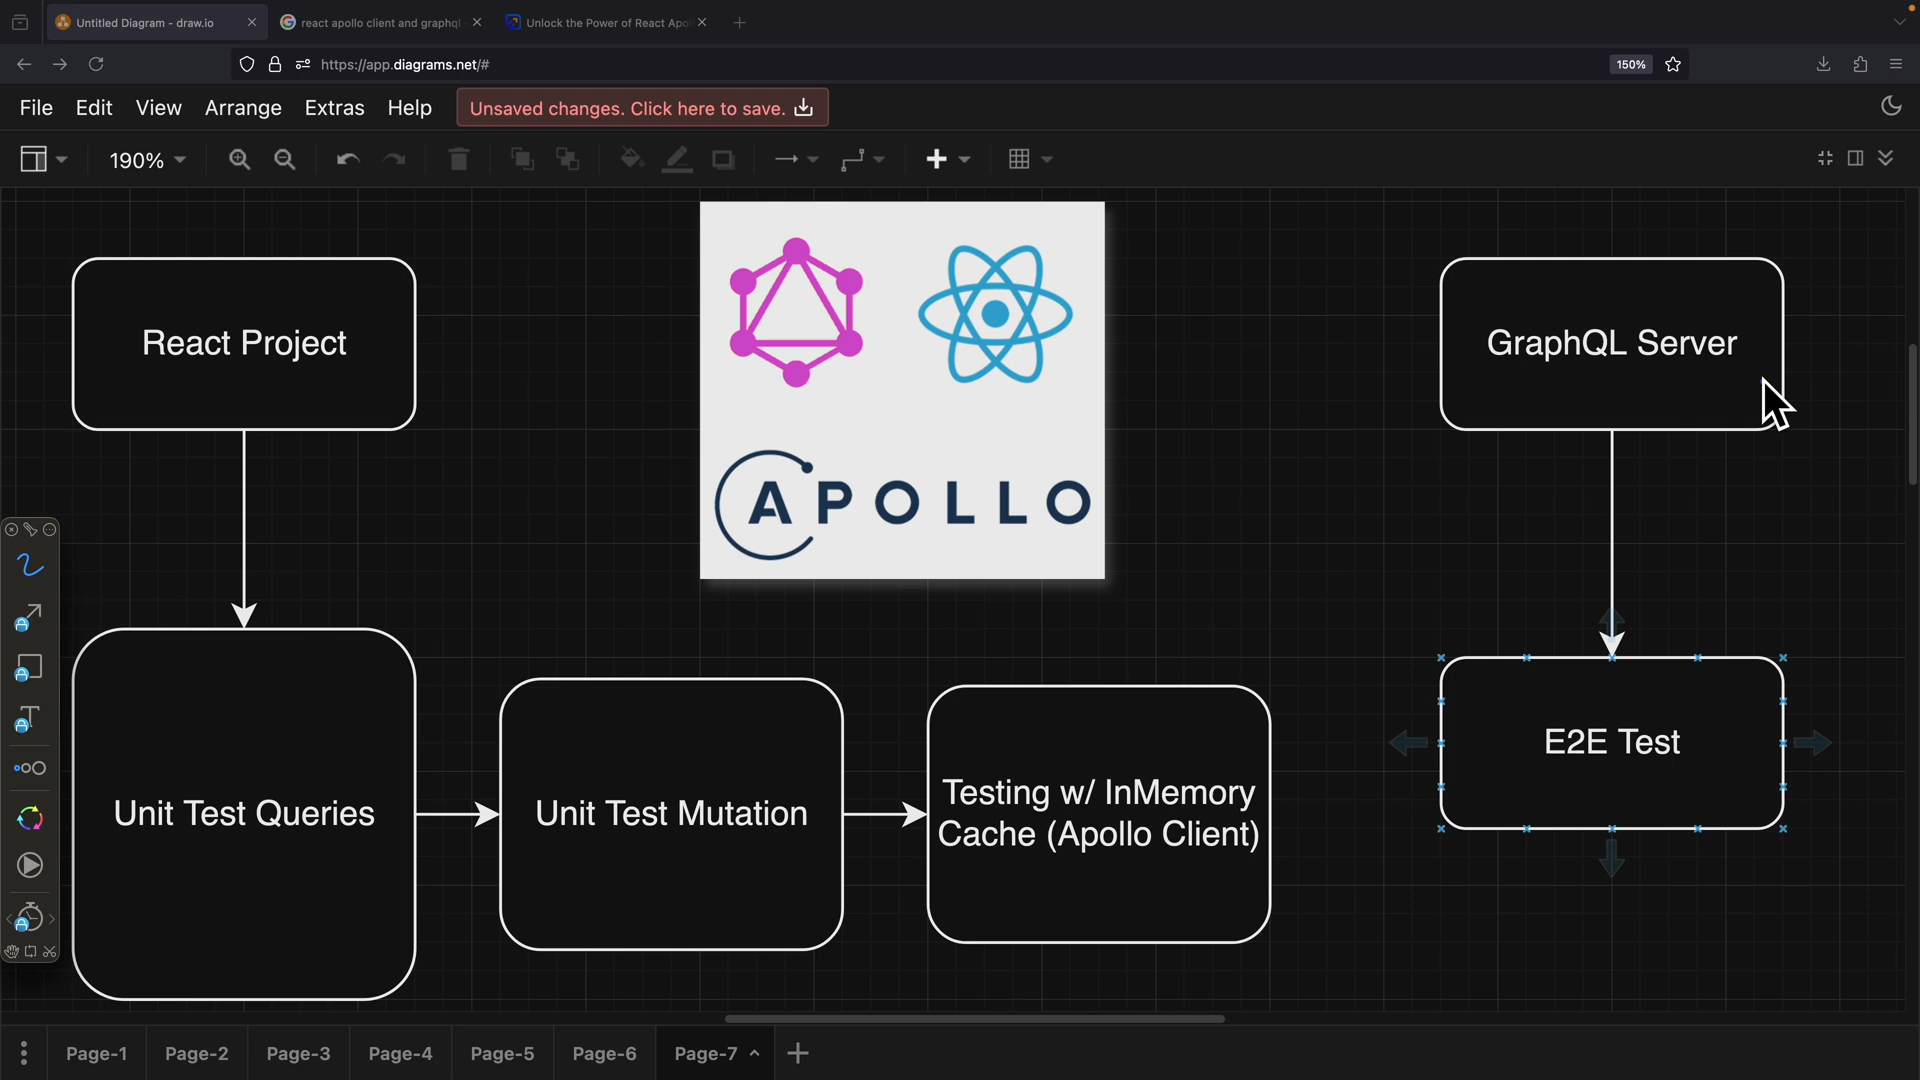 Untitled Diagram - draw.io
react apollo client and graphql
Unlock the Power of React Apol
https://app.diagrams.net/#
150%
File
Edit
View
Arrange
Extras
Help
Unsaved changes. Click here to save.
190%
React Project
GraphQL Server
APOLLO
Unit Test Queries
Unit Test Mutation
Testing w/ InMemory
Cache (Apollo Client)
E2E Test
T
Page-1
Page-2
Page-3
Page-4
Page-5
Page-6
Page-7